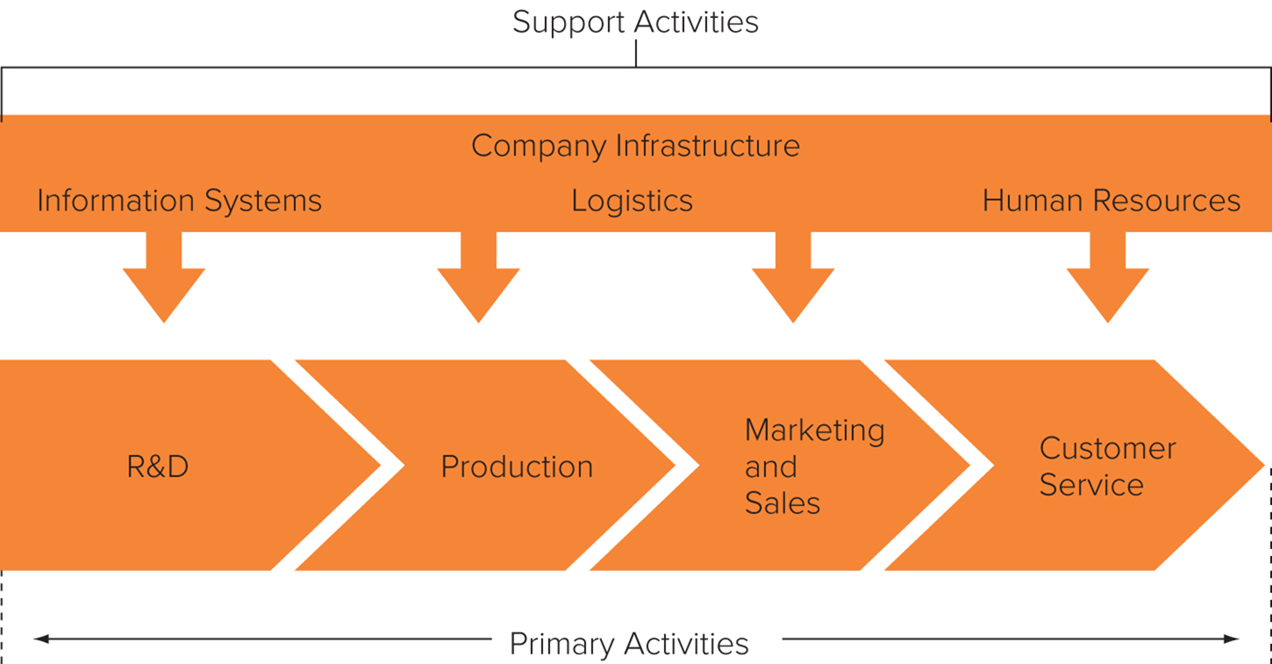 Support Activities
Company Infrastructure
Information Systems
Logistics
Human Resources
R&D
Production
Marketing
and
Sales
Customer
Service
Primary Activities